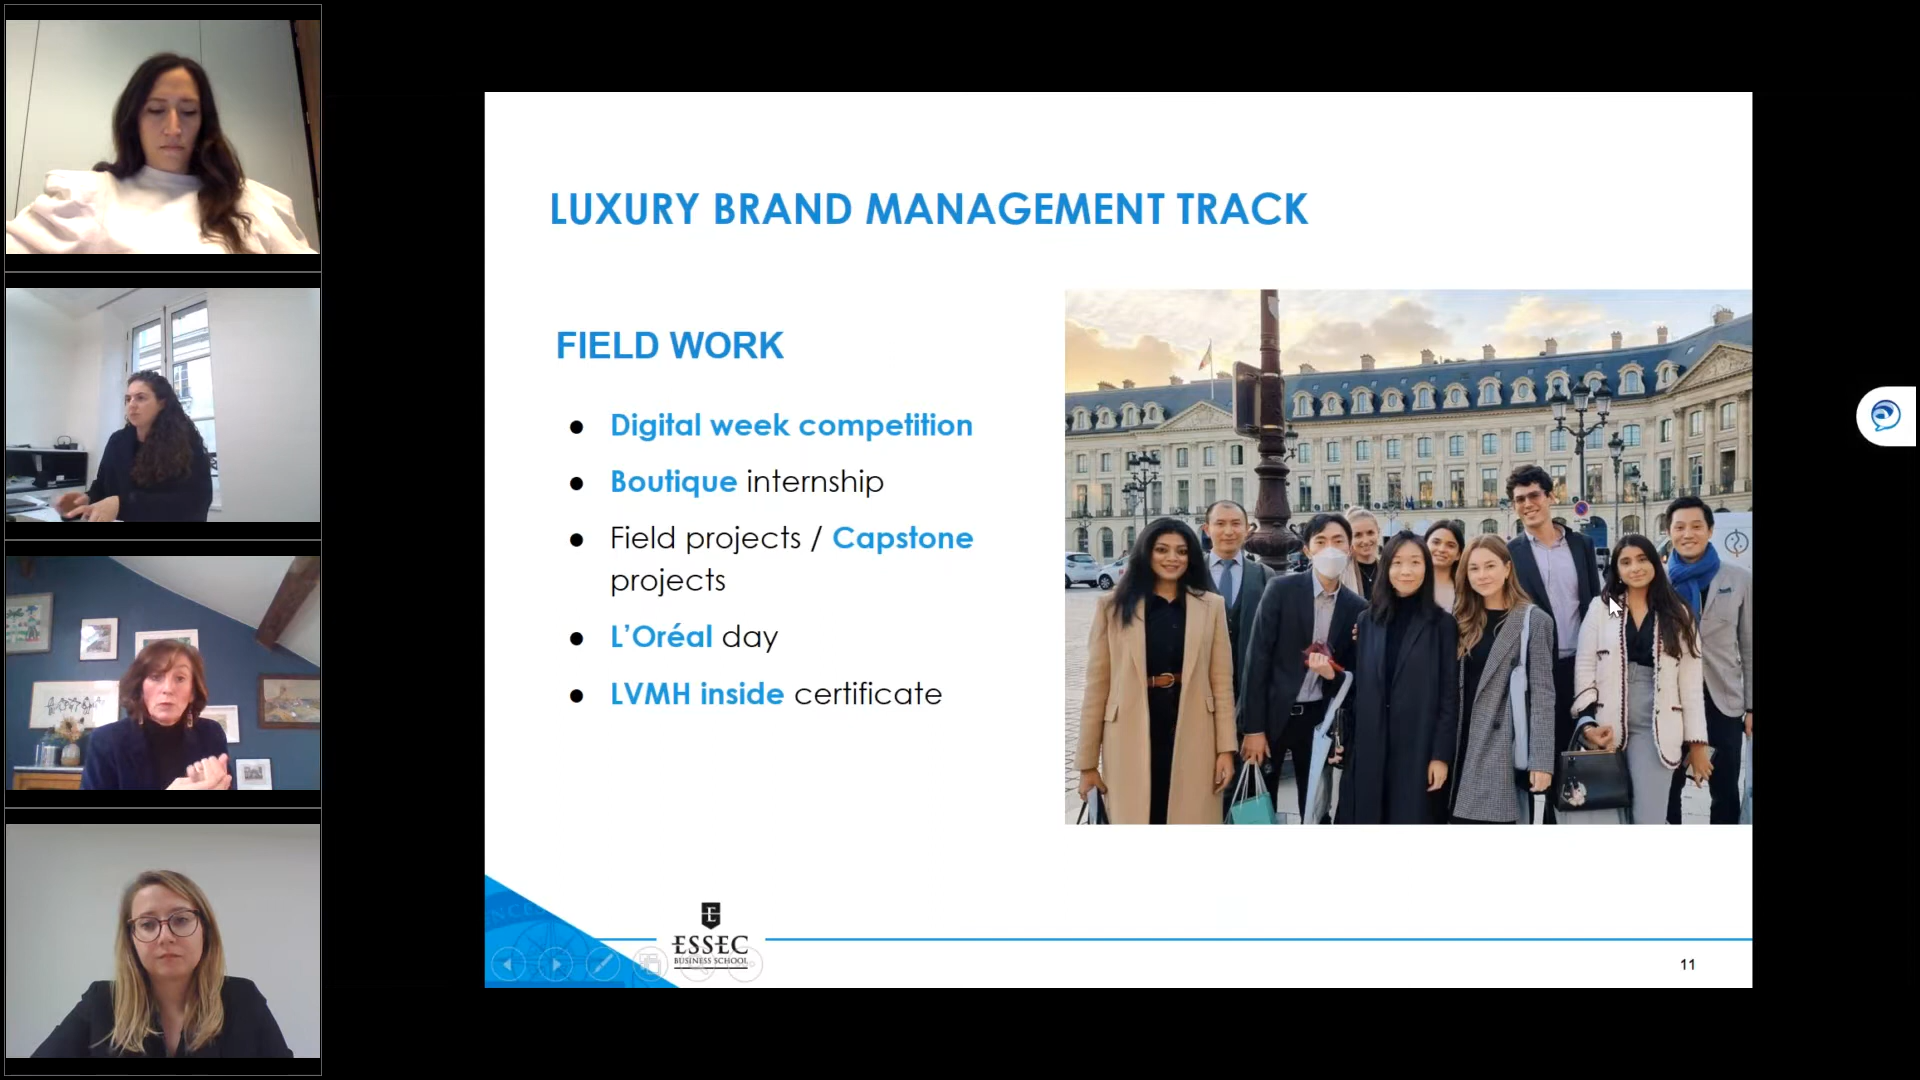 LUXURY BRAND MANAGEMENT TRACK
FIELD WORK
● Digital week competition
● Boutique internship
● Field projects / Capstone
projects
● L’Oréal day
● LVMH inside certificate
ESSEC
BUSINESS SCHOOL
11